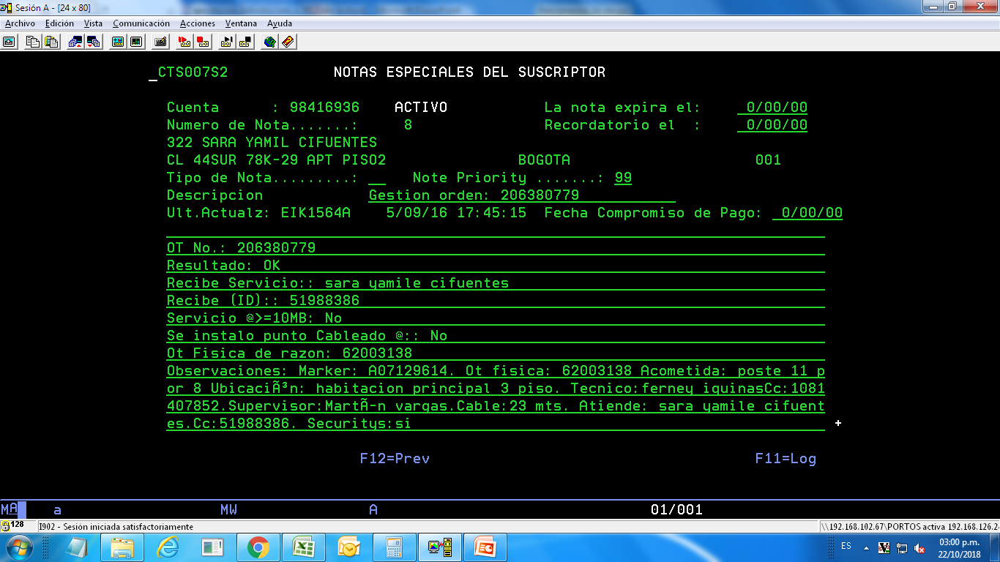 Sesión A - [24 x 80]
Archivo Edición Vista Comunicación Acciones Ventana Ayuda
_CTS007S2 NOTAS ESPECIALES DEL SUSCRIPTOR
Cuenta : 98416936 ACTIVO La nota expira el: 0/00/00
Numero de Nota.......: 8 Recordatorio el : 0/00/00
322 SARA YAMIL CIFUENTES
CL 44SUR 78K-29 APT PISO2 BOGOTA 001
Tipo de Nota.........: __ Note Priority .......: 99
Descripcion Gestion orden: 206380779
Ult.Actualz: EIK1564A 5/09/16 17:45:15 Fecha Compromiso de Pago: 0/00/00
OT No.: 206380779
Resultado: OK
Recibe Servicio:: sara yamile cifuentes
Recibe (ID):: 51988386
Servicio @>=10MB: No
Se instalo punto Cableado @:: No
Ot Fisica de razon: 62003138
Observaciones: Marker: A07129614. Ot fisica: 62003138 Acometida: poste 11 p
or 8 UbicaciÃ³n: habitacion principal 3 piso. Tecnico:ferney iquinasCc:1081
407852.Supervisor:MartÃ-n vargas.Cable:23 mts. Atiende: sara yamile cifuent
es.Cc:51988386. Securitys:si +
F12=Prev F11=Log
MA a MW A 01/001
128 I902 - Sesión iniciada satisfactoriamente \\192.168.102.67\PORTOS activa 192.168.126.2
ES 03:00 p.m.
22/10/2018